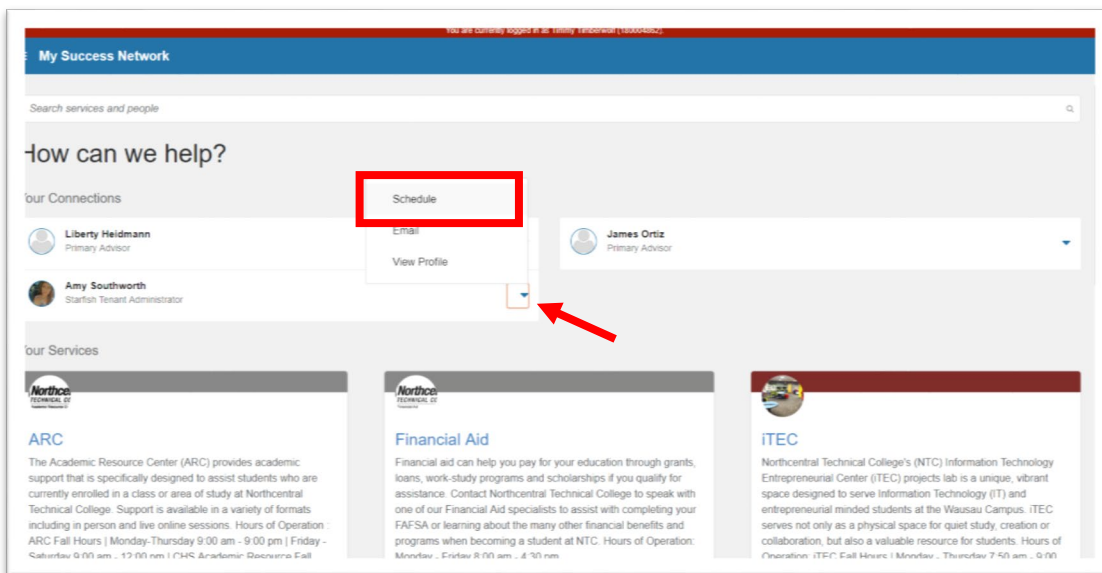 You are currently logged in as Timmy Timberwolf (180004862).
My Success Network
Search services and people
How can we help?
Your Connections
Schedule
Email
View Profile
Liberty Heidmann
Primary Advisor
James Ortiz
Primary Advisor
Amy Southworth
Starfish Tenant Administrator
Your Services
Northce
TECHNICAL CO
ARC
The Academic Resource Center (ARC) provides academic
support that is specifically designed to assist students who are
currently enrolled in a class or area of study at Northcentral
Technical College. Support is available in a variety of formats
including in person and live online sessions. Hours of Operation :
ARC Fall Hours | Monday-Thursday 9:00 am - 9:00 pm | Friday -
Saturday 9:00 am - 12:00 pm | CHS Academic Resource Fall
Northce
TECHNICAL CO
Financial Aid
Financial aid can help you pay for your education through grants,
loans, work-study programs and scholarships if you qualify for
assistance. Contact Northcentral Technical College to speak with
one of our Financial Aid specialists to assist with completing your
FAFSA or learning about the many other financial benefits and
programs when becoming a student at NTC. Hours of Operation:
Monday - Friday 8:00 am - 4:30 pm
iTEC
Northcentral Technical College's (NTC) Information Technology
Entrepreneurial Center (iTEC) projects lab is a unique, vibrant
space designed to serve Information Technology (IT) and
entrepreneurial minded students at the Wausau Campus. iTEC
serves not only as a physical space for quiet study, creation or
collaboration, but also a valuable resource for students. Hours of
Operation: iTEC Fall Hours | Monday - Thursday 7:50 am - 9:00